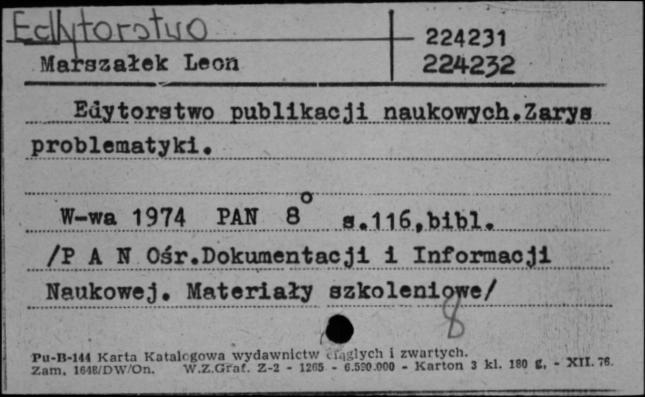 Edytorstwo
224231
Marszałek Leon
224232
Edytorstwo publikacji naukowych.Zarys
problematyki.
W-wa 1974 PAN 8° s.116,bibl.
/P A N Ośr.Dokumentacji i Informacji
Naukowej. Materiały szkoleniowe/
8
Pu-B-144 Karta Katalogowa wydawnictw ciągłych i zwartych.
Zam. 1648/DW/On. W.Z.Graf. Z-2 - 1265 - 6.590.000 - Karton 3 kl. 180 g. - XII. 76.